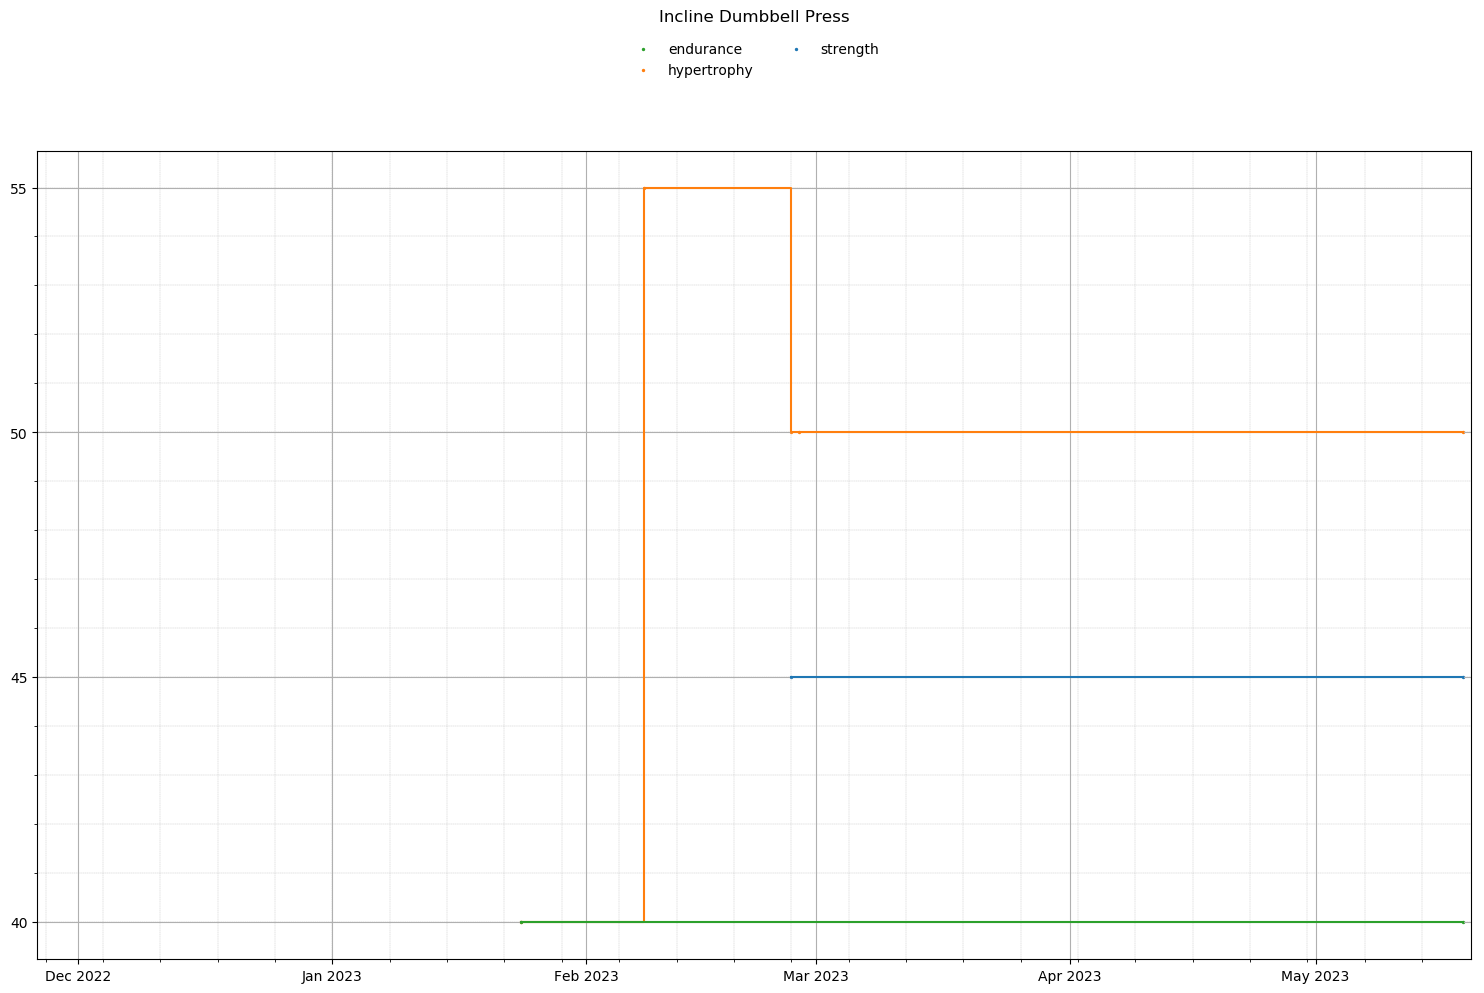 Incline Dumbbell Press
endurance
hypertrophy
strength
55
50
45
40
Dec 2022
Jan 2023
Feb 2023
Mar 2023
Apr 2023
May 2023